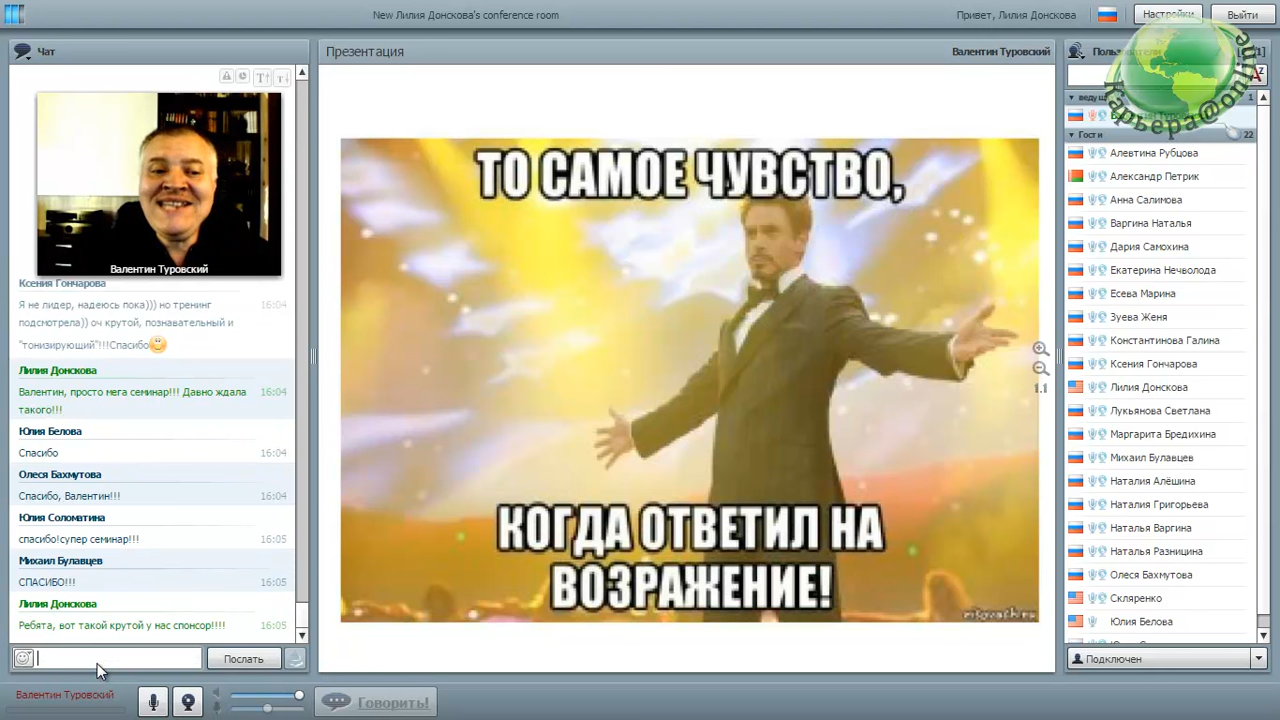 New Лилия Донскова's conference room
Привет, Лилия Донскова
Настройки
Выйти
Чат
Валентин Туровский
Ксения Гончарова
Я не лидер, надеюсь пока))) но тренинг 16:04
подсмотрела)) оч крутой, познавательный и
"тонизирующий"!!!Спасибо
Лилия Донскова
Валентин, просто мега семинар!!! Давно ждала 16:04
такого!!!
Юлия Белова
Спасибо 16:04
Олеся Бахмутова
Спасибо, Валентин!!! 16:04
Юлия Соломатина
спасибо!супер семинар!!! 16:05
Михаил Булавцев
СПАСИБО!!! 16:05
Лилия Донскова
Ребята, вот такой крутой у нас спонсор!!!! 16:05
Послать
Валентин Туровский
Говорить!
Презентация
Валентин Туровский
ТО САМОЕ ЧУВСТВО,
КОГДА ОТВЕТИЛ НА
ВОЗРАЖЕНИЕ!
1:1
Карьера@online
Гости 22
Алевтина Рубцова
Александр Петрик
Анна Салимова
Варгина Наталья
Дария Самохина
Екатерина Нечволода
Есева Марина
Зуева Женя
Константинова Галина
Ксения Гончарова
Лилия Донскова
Лукьянова Светлана
Маргарита Бредихина
Михаил Булавцев
Наталия Алёшина
Наталия Григорьева
Наталья Варгина
Наталья Разницина
Олеся Бахмутова
Скляренко
Юлия Белова
Подключен